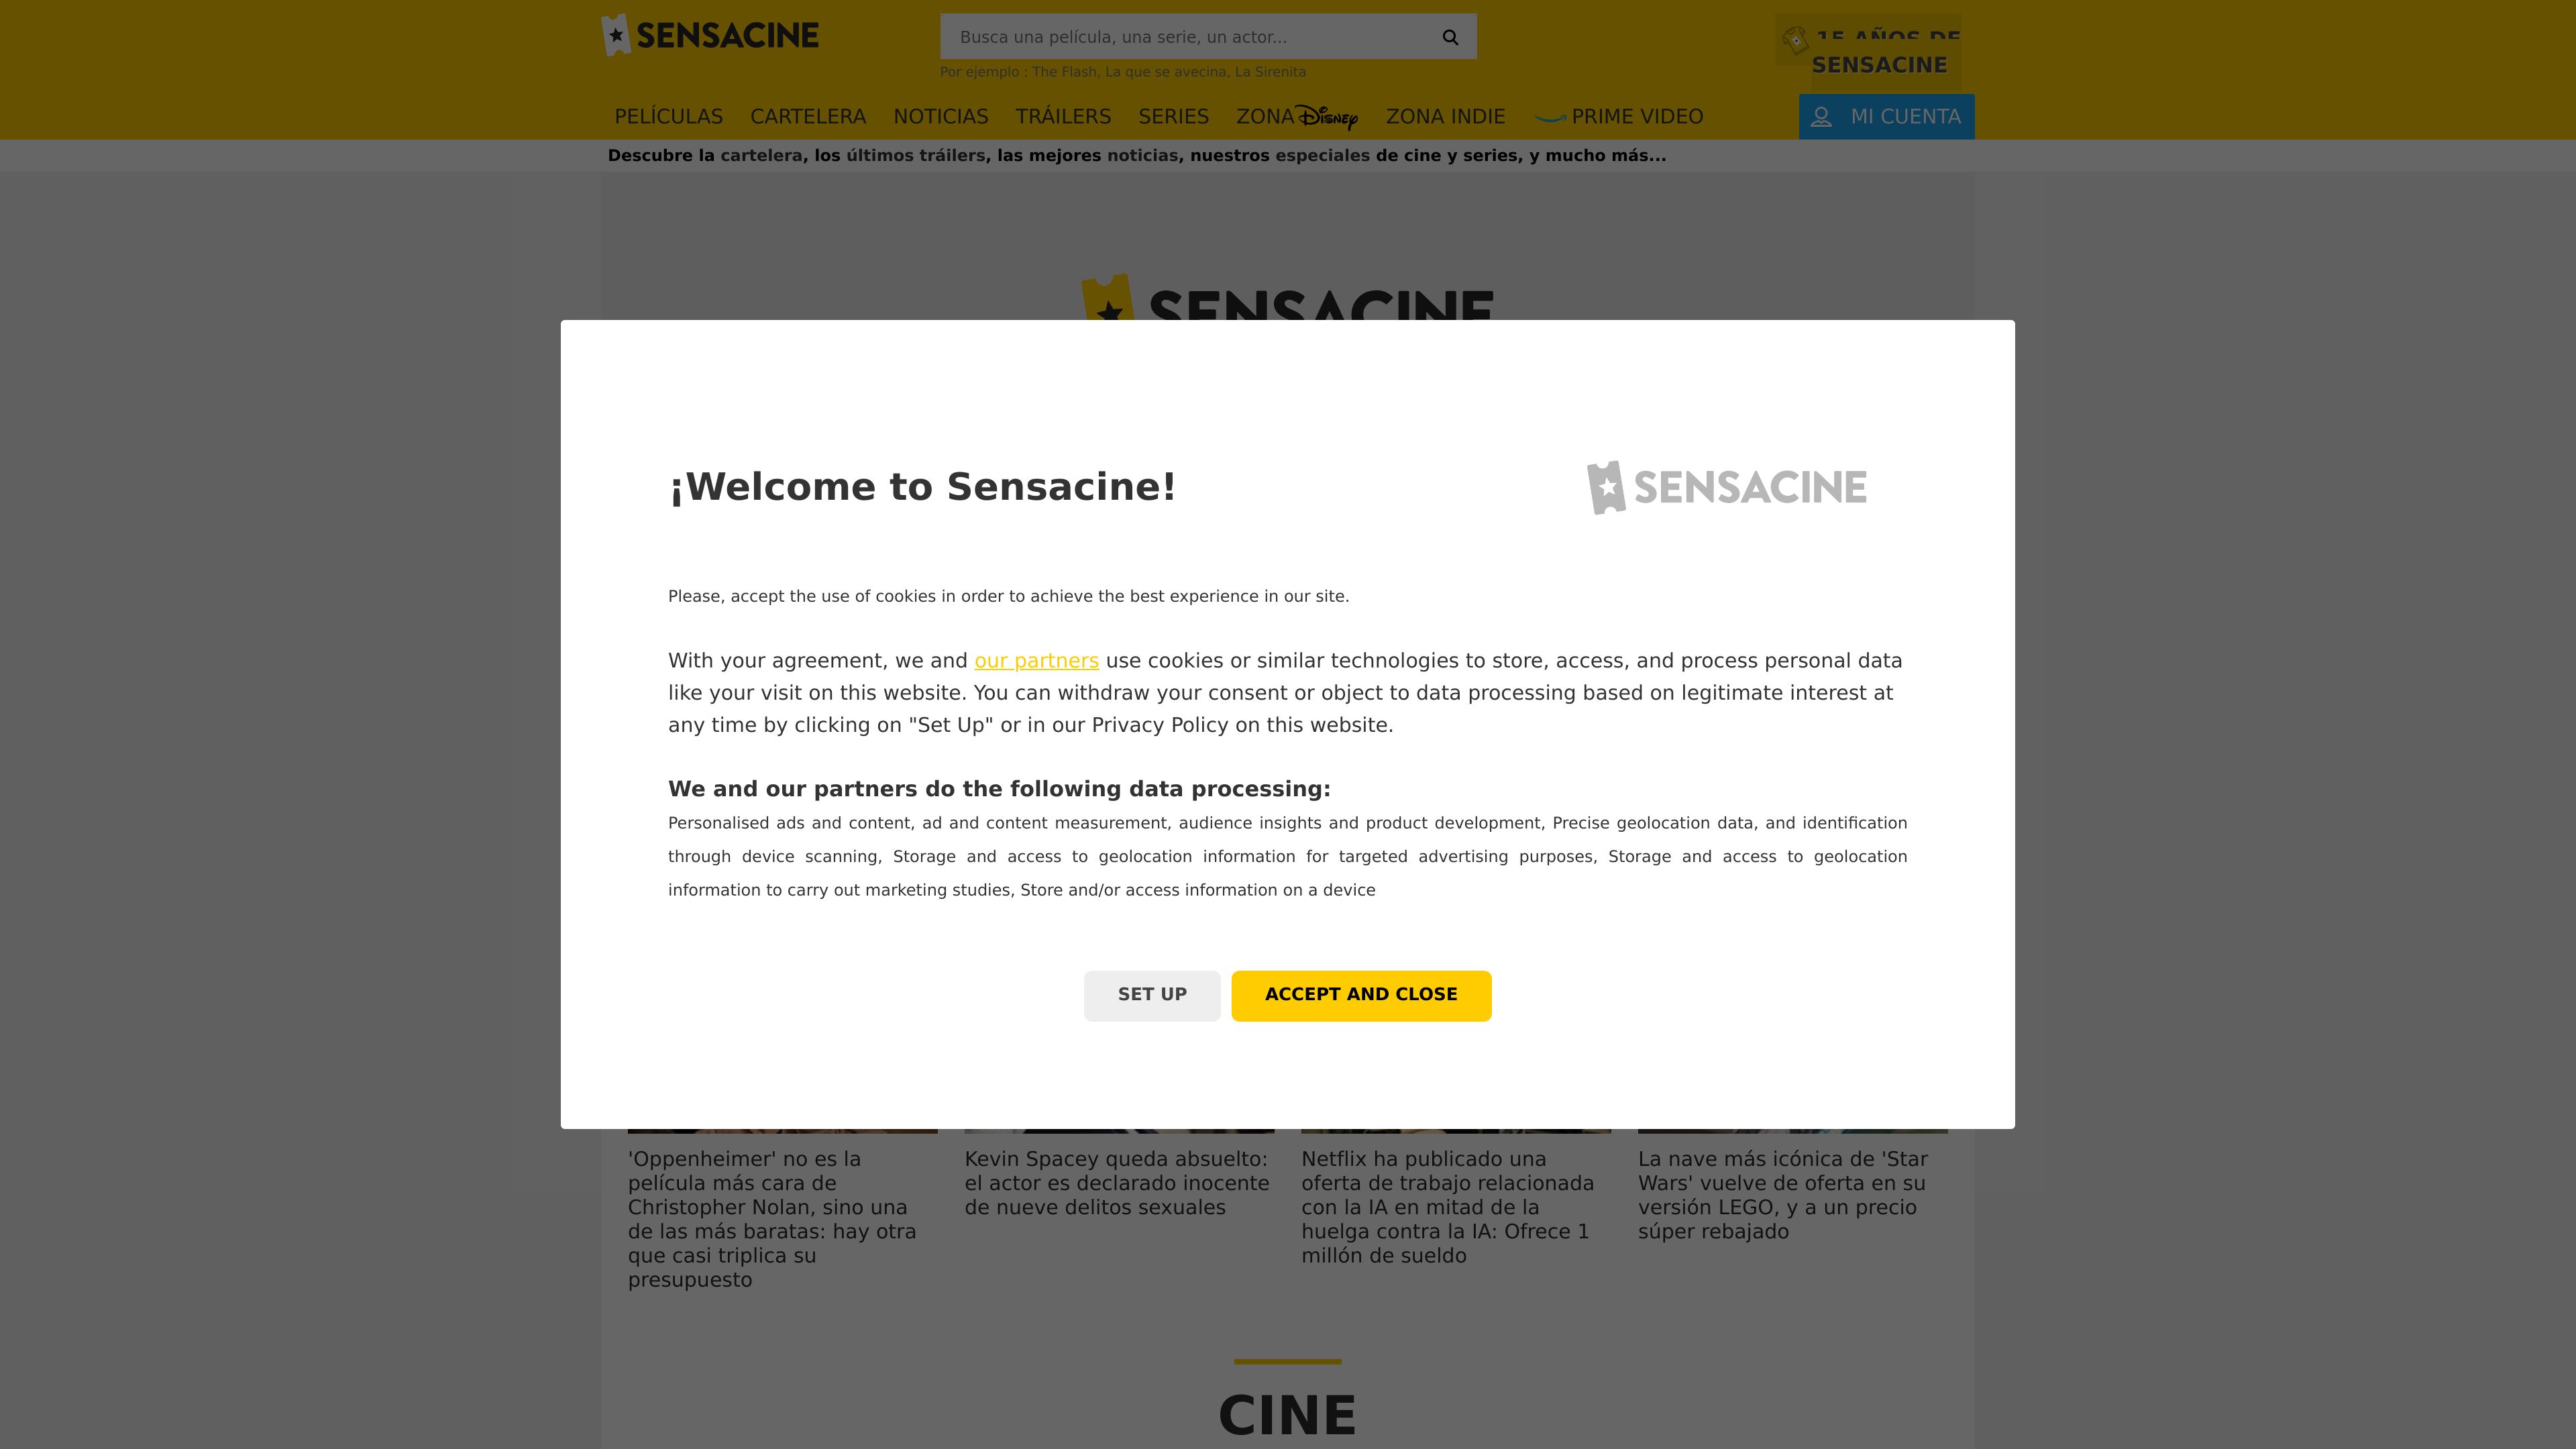 SENSACINE
Busca una película, una serie, un actor...
Por ejemplo : The Flash, La que se avecina, La Sirenita
15 AÑOS DE
SENSACINE
PELÍCULAS CARTELERA NOTICIAS TRÁILERS SERIES ZONA Disney ZONA INDIE PRIME VIDEO MI CUENTA
Descubre la cartelera, los últimos tráilers, las mejores noticias, nuestros especiales de cine y series, y mucho más...
SENSACINE
¡Welcome to Sensacine!
SENSACINE
Please, accept the use of cookies in order to achieve the best experience in our site.
With your agreement, we and our partners use cookies or similar technologies to store, access, and process personal data
like your visit on this website. You can withdraw your consent or object to data processing based on legitimate interest at
any time by clicking on "Set Up" or in our Privacy Policy on this website.
We and our partners do the following data processing:
Personalised ads and content, ad and content measurement, audience insights and product development, Precise geolocation data, and identification
through device scanning, Storage and access to geolocation information for targeted advertising purposes, Storage and access to geolocation
information to carry out marketing studies, Store and/or access information on a device
SET UP
ACCEPT AND CLOSE
'Oppenheimer' no es la
película más cara de
Christopher Nolan, sino una
de las más baratas: hay otra
que casi triplica su
presupuesto
Kevin Spacey queda absuelto:
el actor es declarado inocente
de nueve delitos sexuales
Netflix ha publicado una
oferta de trabajo relacionada
con la IA en mitad de la
huelga contra la IA: Ofrece 1
millón de sueldo
La nave más icónica de 'Star
Wars' vuelve de oferta en su
versión LEGO, y a un precio
súper rebajado
CINE